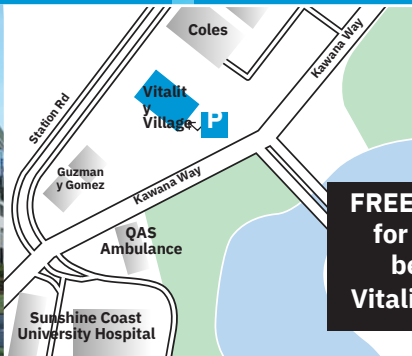 Coles
Kawana Way
Vitalit
y
Village
P
Station Rd
Guzman
y Gomez
Kawana Way
QAS
Ambulance
FREE
for
be
Vitali
Sunshine Coast
University Hospital